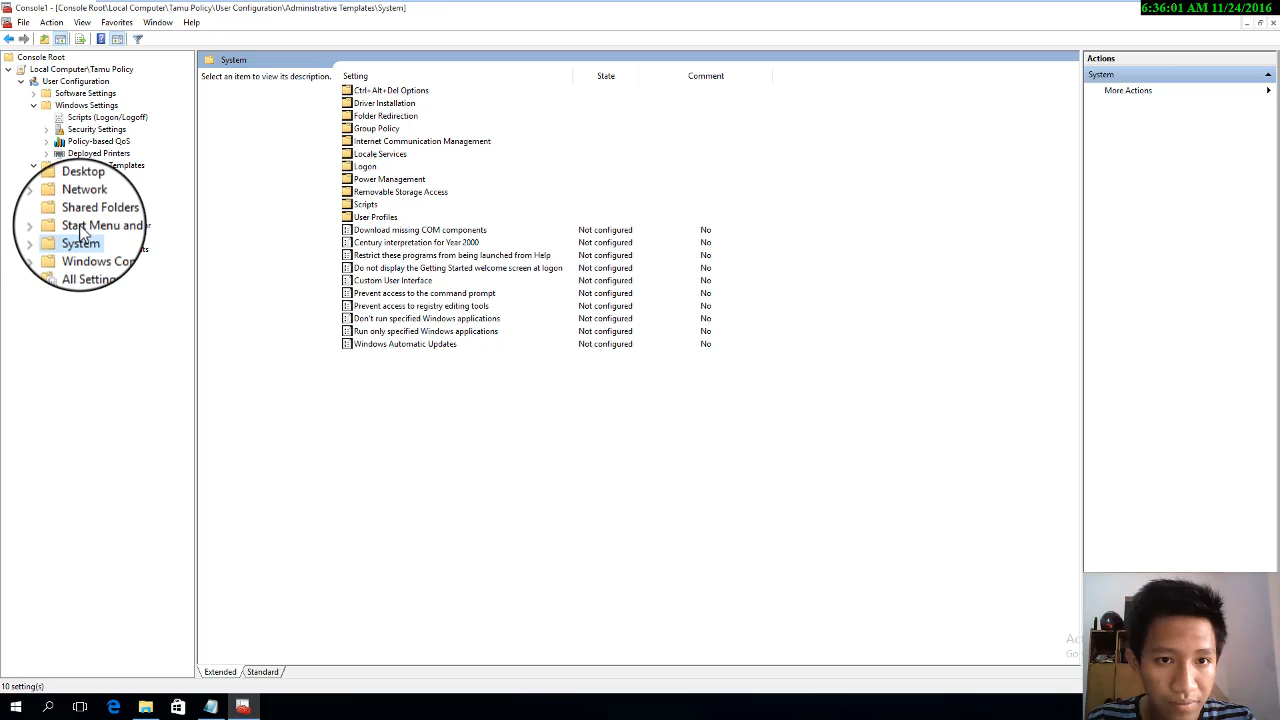 Console1 - [Console Root\Local Computer\Tamu Policy\User Configuration\Administrative Templates\System]
6:36:01 AM 11/24/2016
File Action View Favorites Window Help
Console Root
Local Computer\Tamu Policy
User Configuration
Software Settings
Windows Settings
Scripts (Logon/Logoff)
Security Settings
Policy-based QoS
Deployed Printers
Templates
Desktop
Network
Shared Folders
Start Menu and
System
Windows Co
All Setting
System
Select an item to view its description.
Setting State Comment
Ctrl+Alt+Del Options
Driver Installation
Folder Redirection
Group Policy
Internet Communication Management
Locale Services
Logon
Power Management
Removable Storage Access
Scripts
User Profiles
Download missing COM components Not configured No
Century interpretation for Year 2000 Not configured No
Restrict these programs from being launched from Help Not configured No
Do not display the Getting Started welcome screen at logon Not configured No
Custom User Interface Not configured No
Prevent access to the command prompt Not configured No
Prevent access to registry editing tools Not configured No
Don't run specified Windows applications Not configured No
Run only specified Windows applications Not configured No
Windows Automatic Updates Not configured No
Actions
System
More Actions
Extended Standard
10 setting(s)